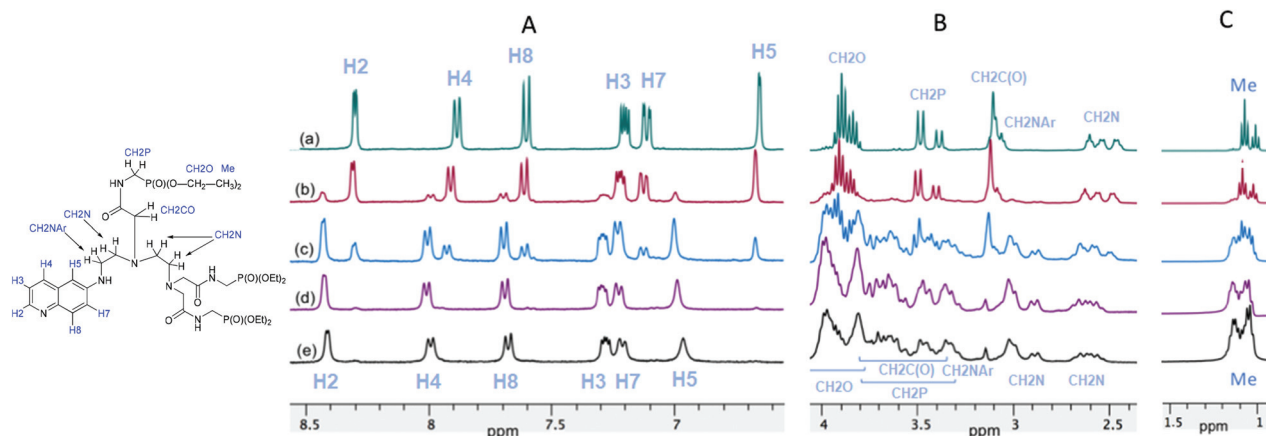 CH2P
H H
CH2O Me
HN P(O)(O-CH₂-CH₃)₂
O
H CH2CO
H
CH2N
CH2NAr
H H
CH2N
H H
N
H
H
H4 H5
NH
H3
N
O
HN P(O)(OEt)₂
H2 N
H7
H8
O
HN P(O)(OEt)₂
A
H2
H4
H8
H3 H7
H5
(a)
(b)
(c)
(d)
(e)
H2
H4
H8
H3 H7
H5
8.5 8 7.5 7
ppm
B
CH2O
CH2P
CH2C(O)
CH2NAr
CH2N
CH2O
CH2C(O)
CH2P
CH2NAr
CH2N
CH2N
4 3.5 3 2.5
ppm
C
Me
Me
1.5 1
ppm